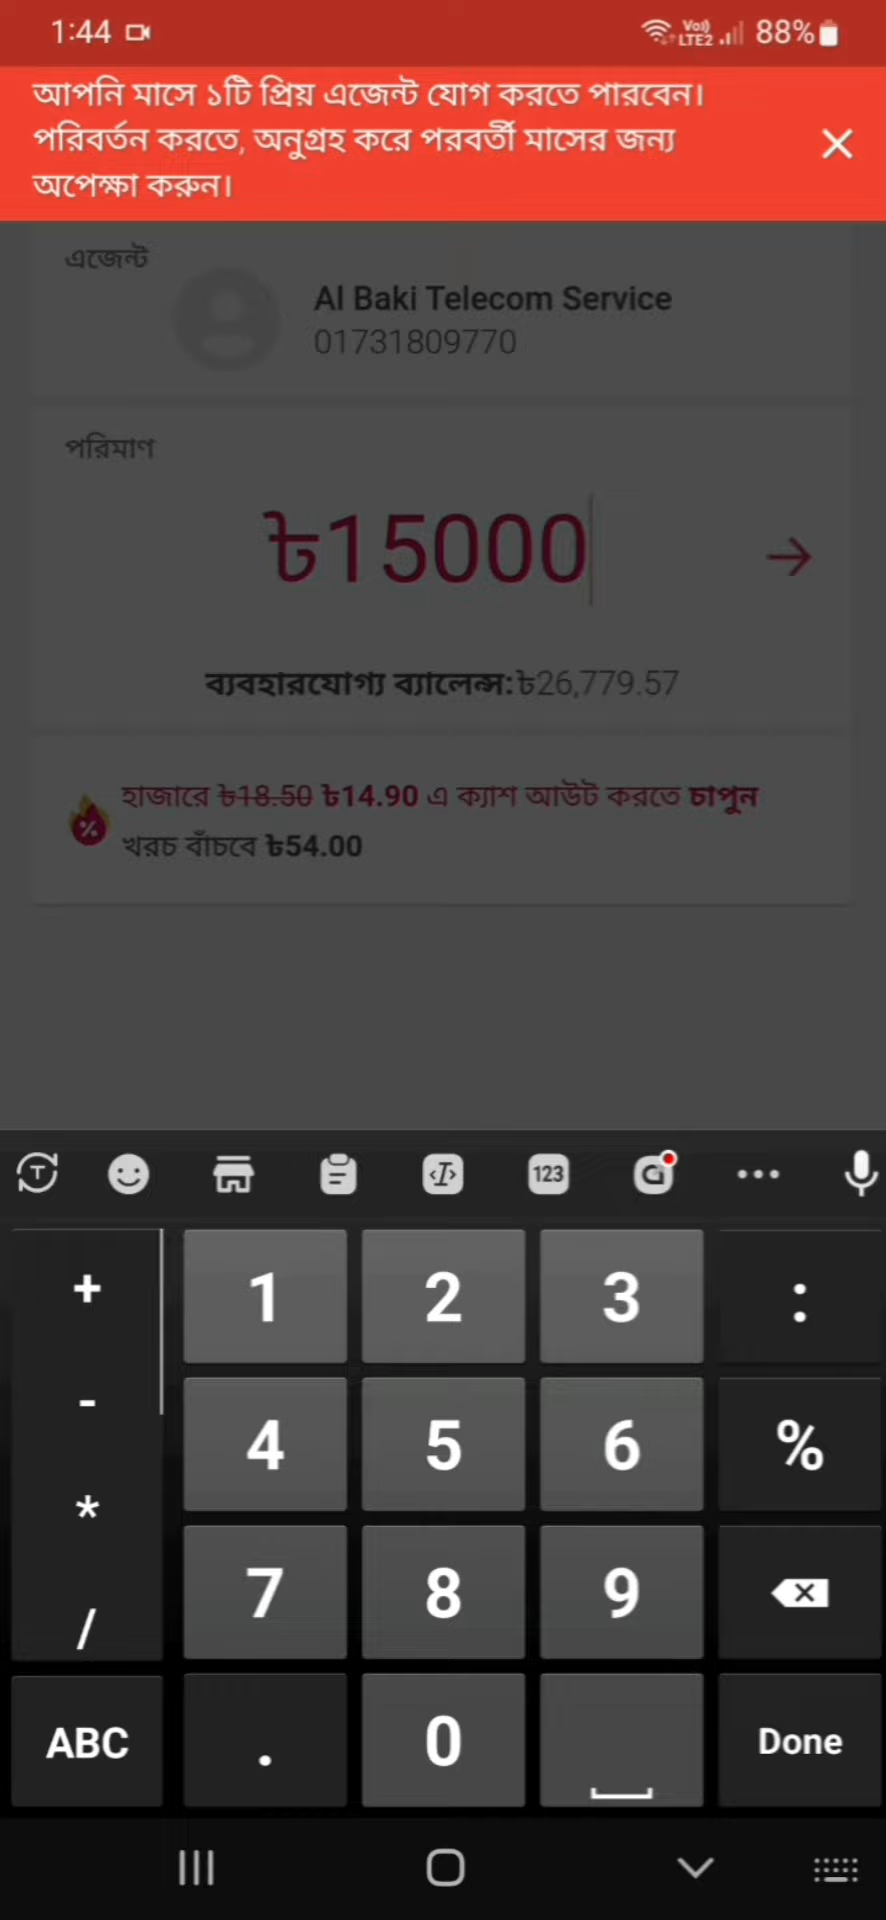 1:44
Vo)) LTE2 88%
আপনি মাসে ১টি প্রিয় এজেন্ট যোগ করতে পারবেন।
পরিবর্তন করতে, অনুগ্রহ করে পরবর্তী মাসের জন্য
অপেক্ষা করুন।
এজেন্ট
Al Baki Telecom Service
01731809770
পরিমাণ
৳15000
ব্যবহারযোগ্য ব্যালেন্স:৳26,779.57
হাজারে ৳18.50 ৳14.90 এ ক্যাশ আউট করতে চাপুন
খরচ বাঁচবে ৳54.00
T 123 G
+ 1 2 3 :
- 4 5 6 %
* 7 8 9
/
ABC . 0 Done